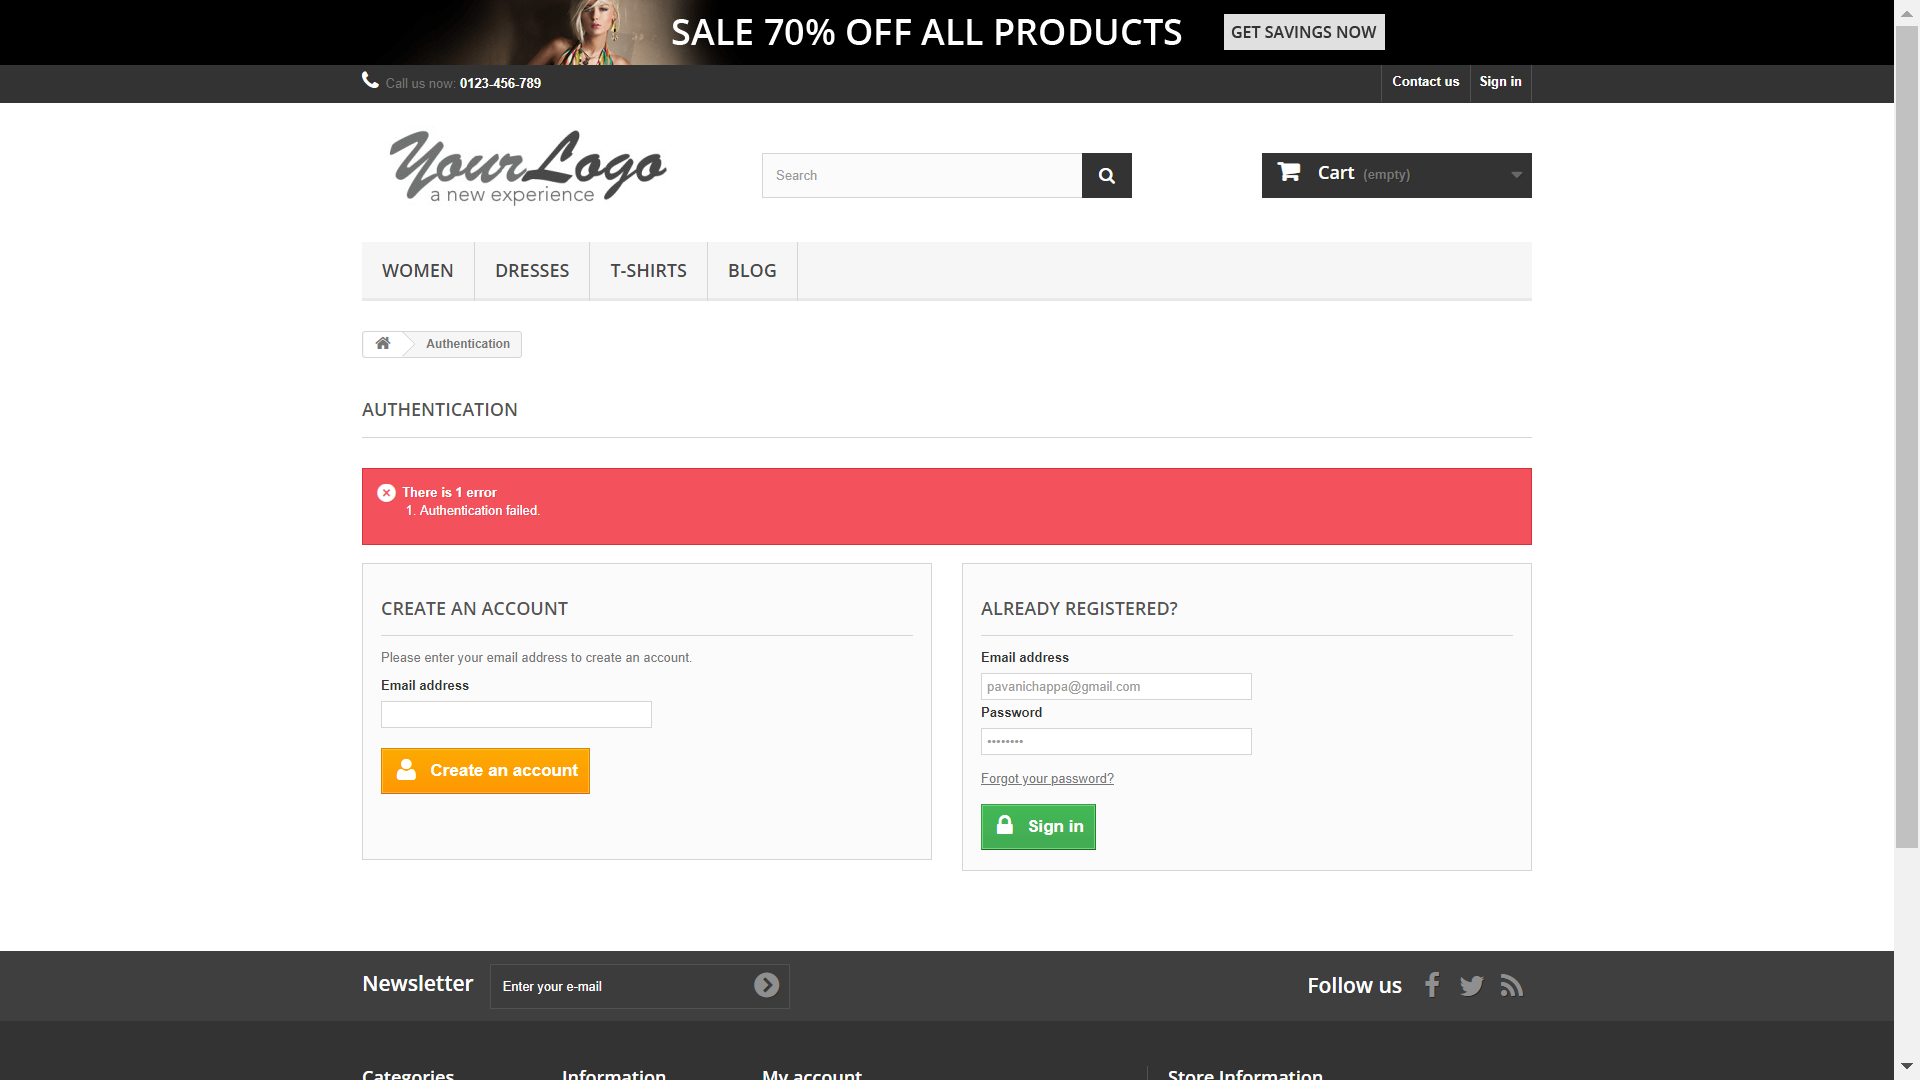 SALE 70% OFF ALL PRODUCTS
GET SAVINGS NOW
Call us now: 0123-456-789
Contact us
Sign in
YourLogo
a new experience
Search
Cart (empty)
WOMEN
DRESSES
T-SHIRTS
BLOG
Authentication
AUTHENTICATION
There is 1 error
1. Authentication failed.
CREATE AN ACCOUNT
Please enter your email address to create an account.
Email address
Create an account
ALREADY REGISTERED?
Email address
pavanichappa@gmail.com
Password
••••••••
Forgot your password?
Sign in
Newsletter
Enter your e-mail
Follow us
Categories
Information
My account
Store Information